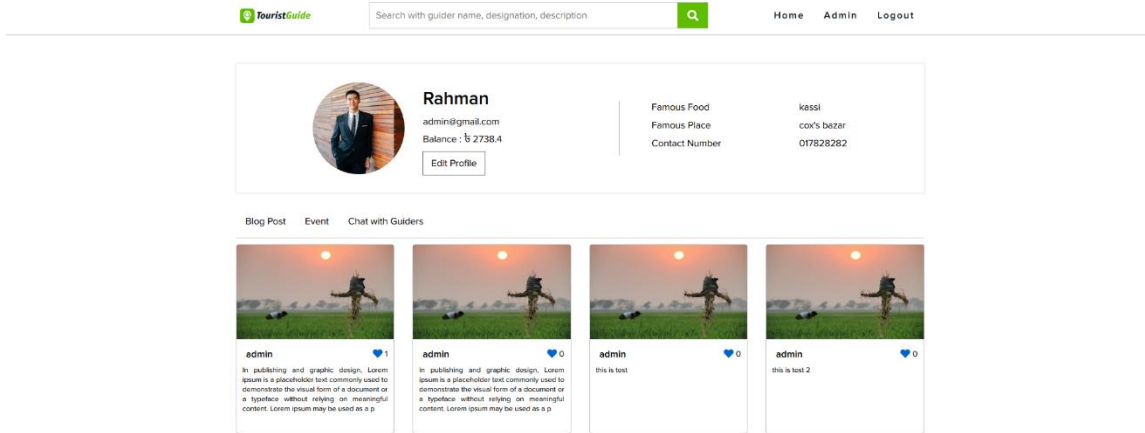 TouristGuide
Search with guider name, designation, description
Home Admin Logout
Rahman
admin@gmail.com
Balance : ৳ 2738.4
Edit Profile
Famous Food kassi
Famous Place cox's bazar
Contact Number 017828282
Blog Post Event Chat with Guiders
admin 1
In publishing and graphic design, Lorem
ipsum is a placeholder text commonly used to
demonstrate the visual form of a document or
a typeface without relying on meaningful
content. Lorem ipsum may be used as a p
admin 0
In publishing and graphic design, Lorem
ipsum is a placeholder text commonly used to
demonstrate the visual form of a document or
a typeface without relying on meaningful
content. Lorem ipsum may be used as a p
admin 0
this is test
admin 0
this is test 2